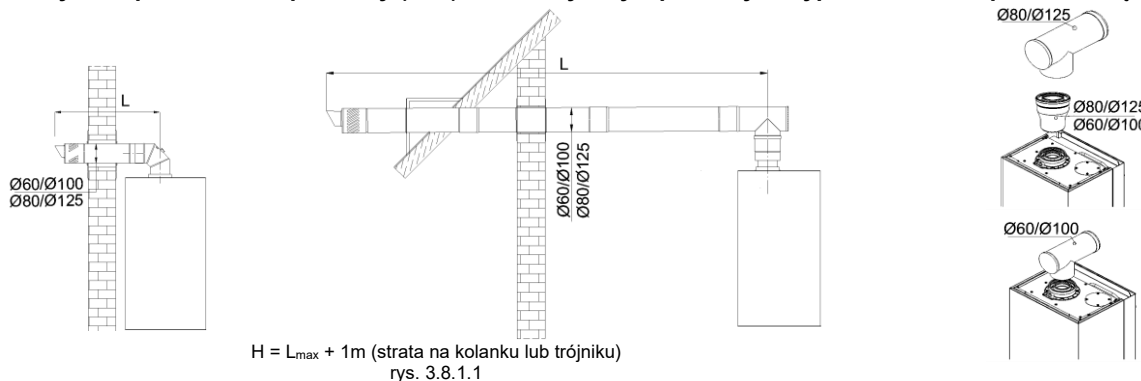 L
Ø60/Ø100
Ø80/Ø125
L
Ø60/Ø100
Ø80/Ø125
Ø80/Ø125
Ø80/Ø125
Ø60/Ø100
Ø60/Ø100
H = Lmax + 1m (strata na kolanku lub trójniku)
rys. 3.8.1.1